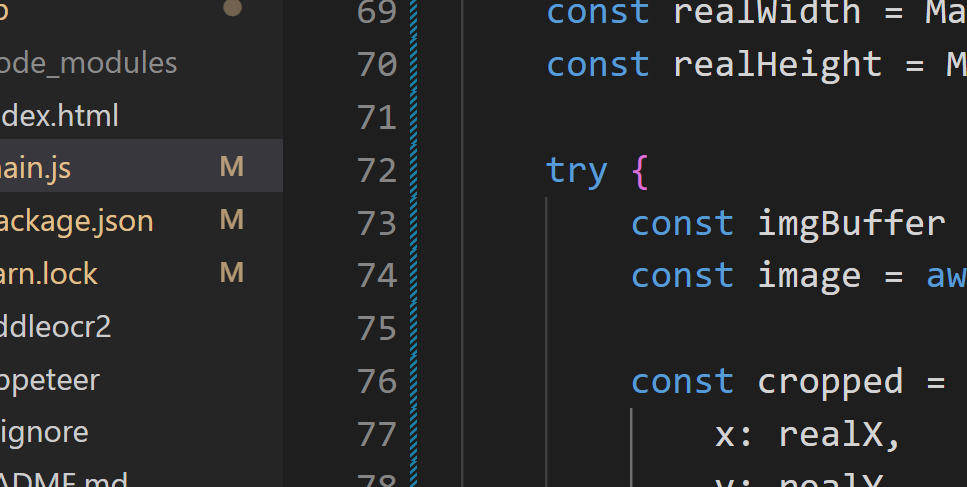 p
ode_modules
dex.html
ain.js M
ackage.json M
arn.lock M
ddleocr2
ppeteer
ignore
ADME.md
69 const realWidth = Ma
70 const realHeight = M
71
72 try {
73 const imgBuffer
74 const image = aw
75
76 const cropped =
77 x: realX,
78 y: realY